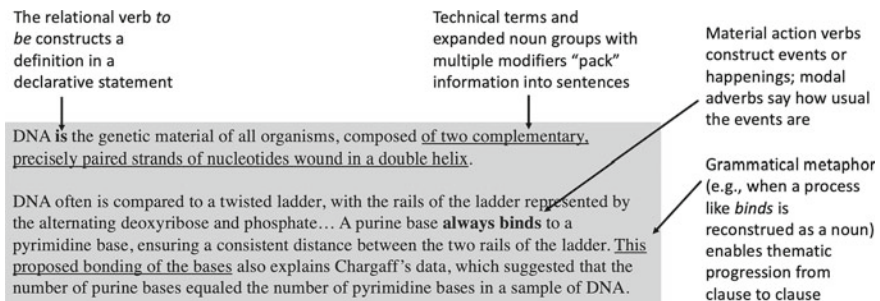 The relational verb to
be constructs a
definition in a
declarative statement
Technical terms and
expanded noun groups with
multiple modifiers “pack”
information into sentences
Material action verbs
construct events or
happenings; modal
adverbs say how usual
the events are
DNA is the genetic material of all organisms, composed of two complementary,
precisely paired strands of nucleotides wound in a double helix.
DNA often is compared to a twisted ladder, with the rails of the ladder represented by
the alternating deoxyribose and phosphate… A purine base always binds to a
pyrimidine base, ensuring a consistent distance between the two rails of the ladder. This
proposed bonding of the bases also explains Chargaff’s data, which suggested that the
number of purine bases equaled the number of pyrimidine bases in a sample of DNA.
Grammatical metaphor
(e.g., when a process
like binds is
reconstrued as a noun)
enables thematic
progression from
clause to clause